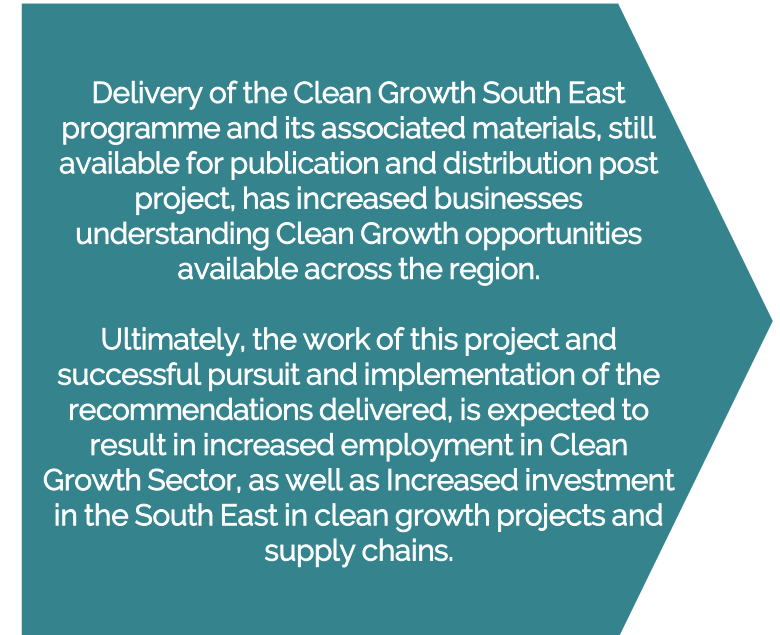 Delivery of the Clean Growth South East
programme and its associated materials, still
available for publication and distribution post
project, has increased businesses
understanding Clean Growth opportunities
available across the region.
Ultimately, the work of this project and
successful pursuit and implementation of the
recommendations delivered, is expected to
result in increased employment in Clean
Growth Sector, as well as Increased investment
in the South East in clean growth projects and
supply chains.